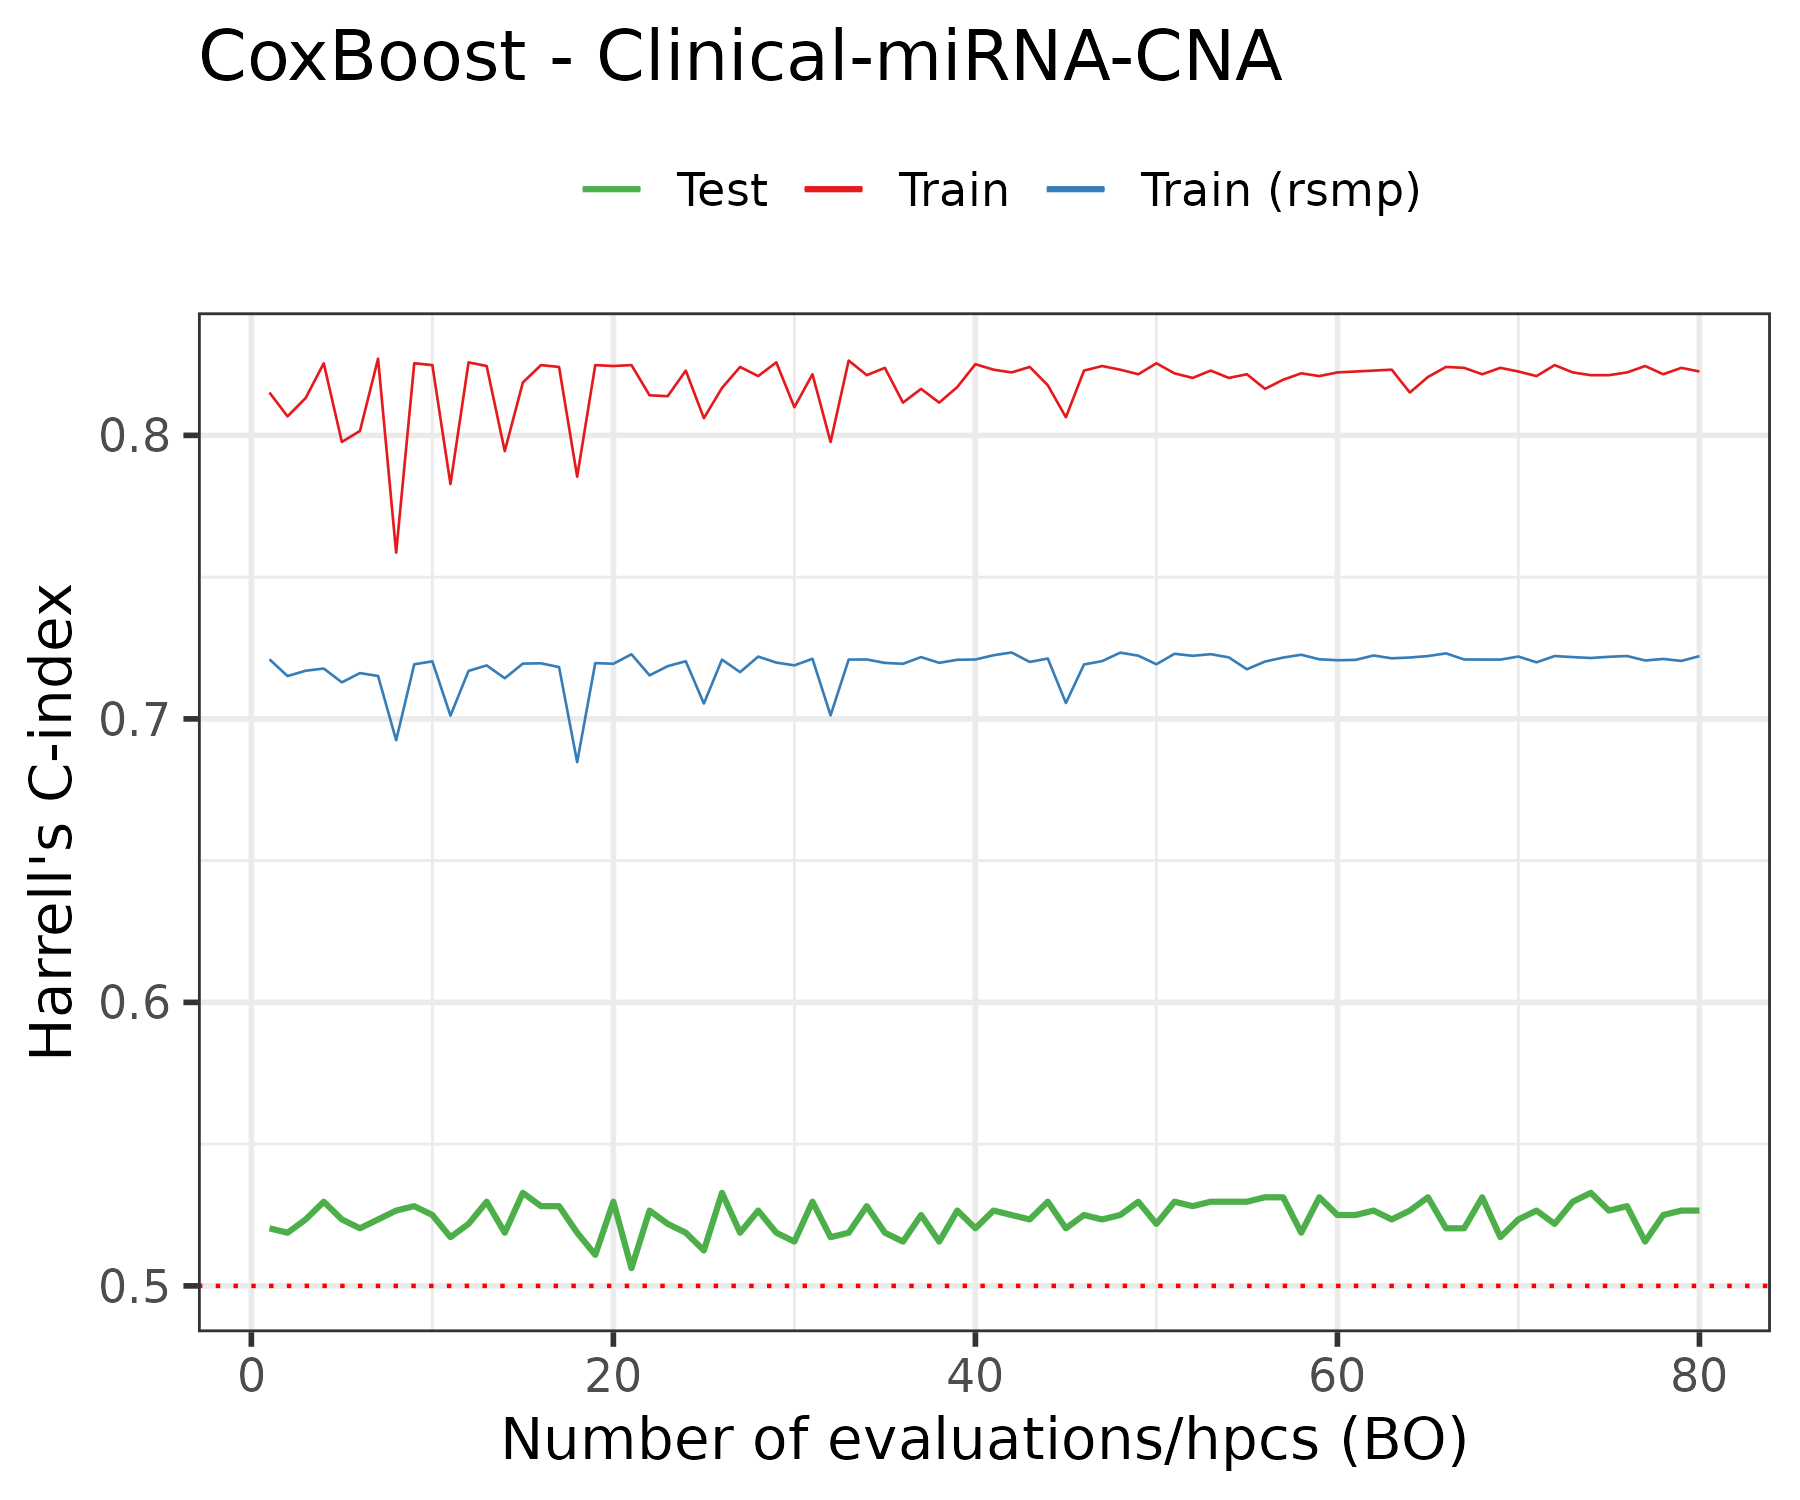 CoxBoost - Clinical-miRNA-CNA
Test Train Train (rsmp)
Harrell's C-index
0.8
0.7
0.6
0.5
0 20 40 60 80
Number of evaluations/hpcs (BO)